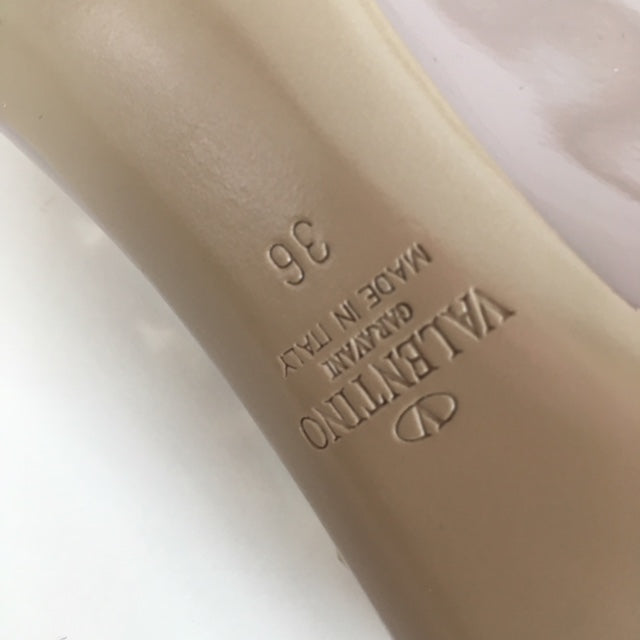 VALENTINO
GARAVANI
MADE IN ITALY
36